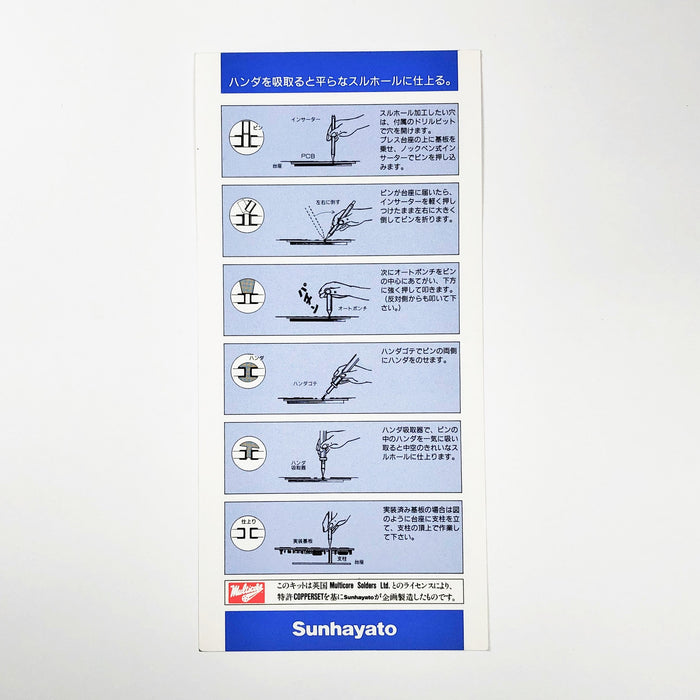 ハンダを吸取ると平らなスルホールに仕上る。
ピン
インサーター
PCB
台座
スルホール加工したい穴
は、付属のドリルビット
で穴を開けます。
プレス台座の上に基板を
乗せ、ノックペン式イン
サーターでピンを押し込
みます。
左右に倒す
ピンが台座に届いたら、
インサーターを軽く押し
つけたまま左右に大きく
倒してピンを折ります。
パチン
オートポンチ
次にオートポンチをピン
の中心にあてがい、下方
に強く押して叩きます。
(反対側からも叩いて下
さい。)
ハンダ
ハンダゴテ
ハンダゴテでピンの両側
にハンダをのせます。
ハンダ
吸取器
ハンダ吸取器で、ピンの
中のハンダを一気に吸い
取ると中空のきれいなス
ルホールに仕上ります。
仕上り
実装基板
支柱
台座
実装済み基板の場合は図
のように台座に支柱を立
て、支柱の頂上で作業し
て下さい。
Multicore
このキットは英国 Multicore Solders Ltd. とのライセンスにより、
特許 COPPERSETを基にSunhayatoが企画製造したものです。
Sunhayato